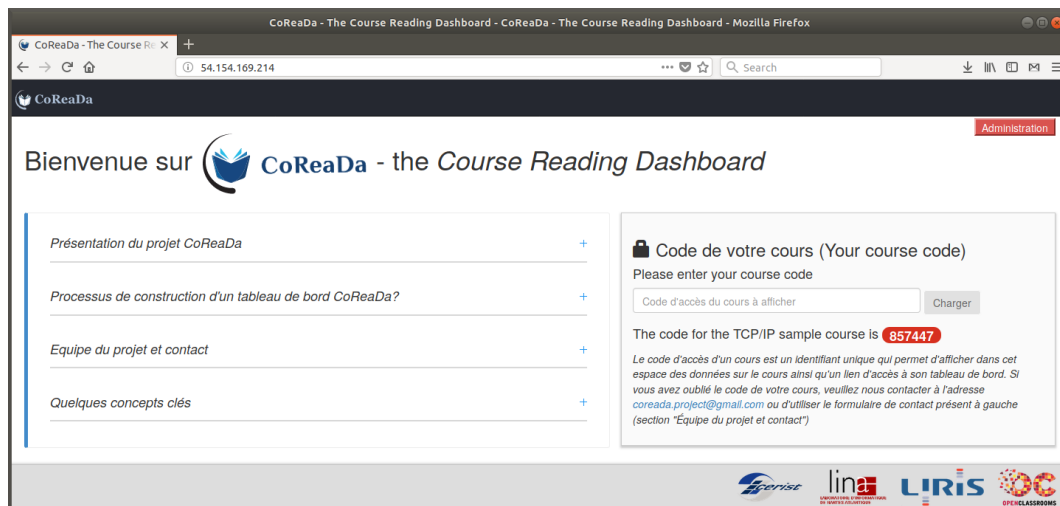 CoReaDa - The Course Reading Dashboard - CoReaDa - The Course Reading Dashboard - Mozilla Firefox
CoReaDa - The Course Re
54.154.169.214
Search
CoReaDa
Administration
Bienvenue sur CoReaDa - the Course Reading Dashboard
Présentation du projet CoReaDa
Processus de construction d'un tableau de bord CoReaDa?
Equipe du projet et contact
Quelques concepts clés
Code de votre cours (Your course code)
Please enter your course code
Code d'accès du cours à afficher
Charger
The code for the TCP/IP sample course is 857447
Le code d'accès d'un cours est un identifiant unique qui permet d'afficher dans cet
espace des données sur le cours ainsi qu'un lien d'accès à son tableau de bord. Si
vous avez oublié le code de votre cours, veuillez nous contacter à l'adresse
coreada.project@gmail.com ou d'utiliser le formulaire de contact présent à gauche
(section "Équipe du projet et contact")
cerist
lina
LABORATOIRE D'INFORMATIQUE
DE NANTES ATLANTIQUE
LIRIS
OC
OPENCLASSROOMS